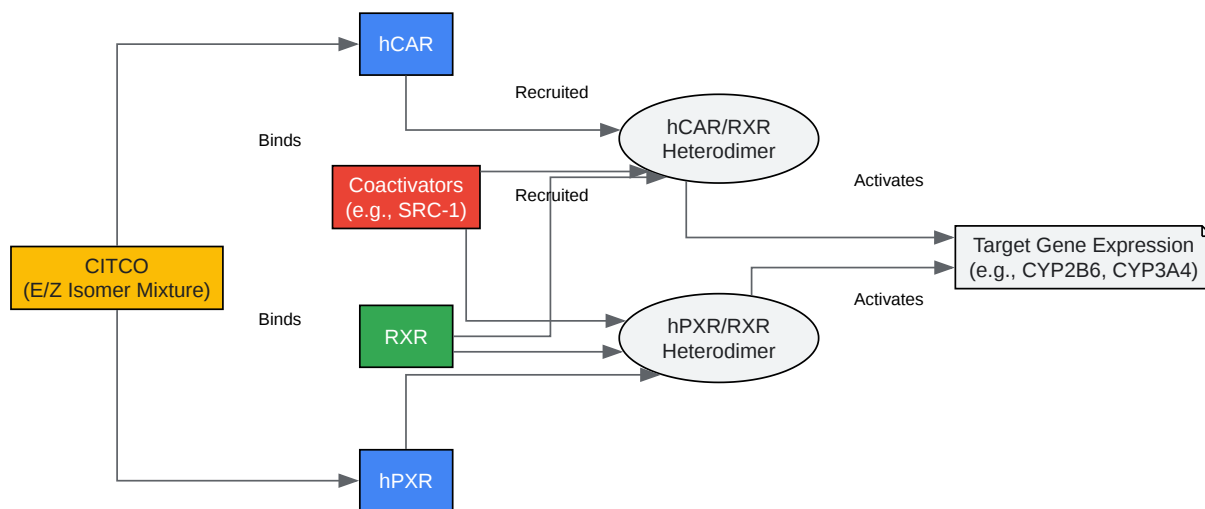 hCAR
Recruited
hCAR/RXR
Heterodimer
Binds
Coactivators
(e.g., SRC-1)
Recruited
Activates
CITCO
(E/Z Isomer Mixture)
Target Gene Expression
(e.g., CYP2B6, CYP3A4)
Binds
RXR
hPXR/RXR
Heterodimer
Activates
hPXR